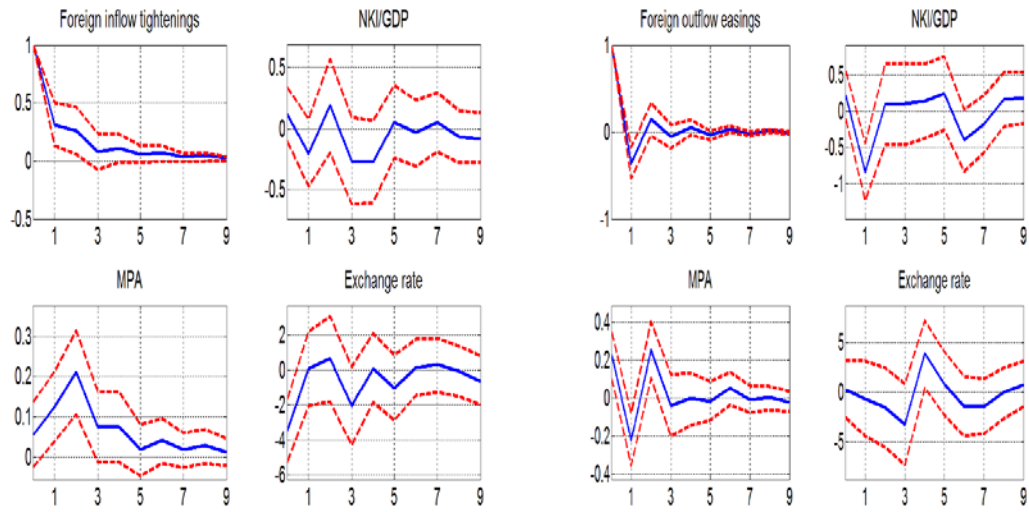 Foreign inflow tightenings
NKI/GDP
Foreign outflow easings
NKI/GDP
1
0.5
0
-0.5
1 3 5 7 9
0.5
0
-0.5
1 3 5 7 9
1
0
-1
1 3 5 7 9
0.5
0
-0.5
-1
1 3 5 7 9
MPA
Exchange rate
MPA
Exchange rate
0.3
0.2
0.1
0
1 3 5 7 9
2
0
-2
-4
-6
1 3 5 7 9
0.4
0.2
0
-0.2
-0.4
1 3 5 7 9
5
0
-5
1 3 5 7 9